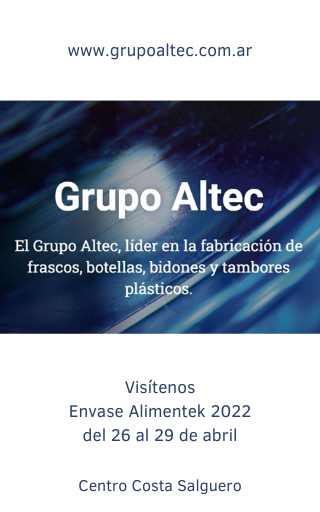 www.grupoaltec.com.ar
Grupo Altec
El Grupo Altec, líder en la fabricación de
frascos, botellas, bidones y tambores
plásticos.
Visítenos
Envase Alimentek 2022
del 26 al 29 de abril
Centro Costa Salguero